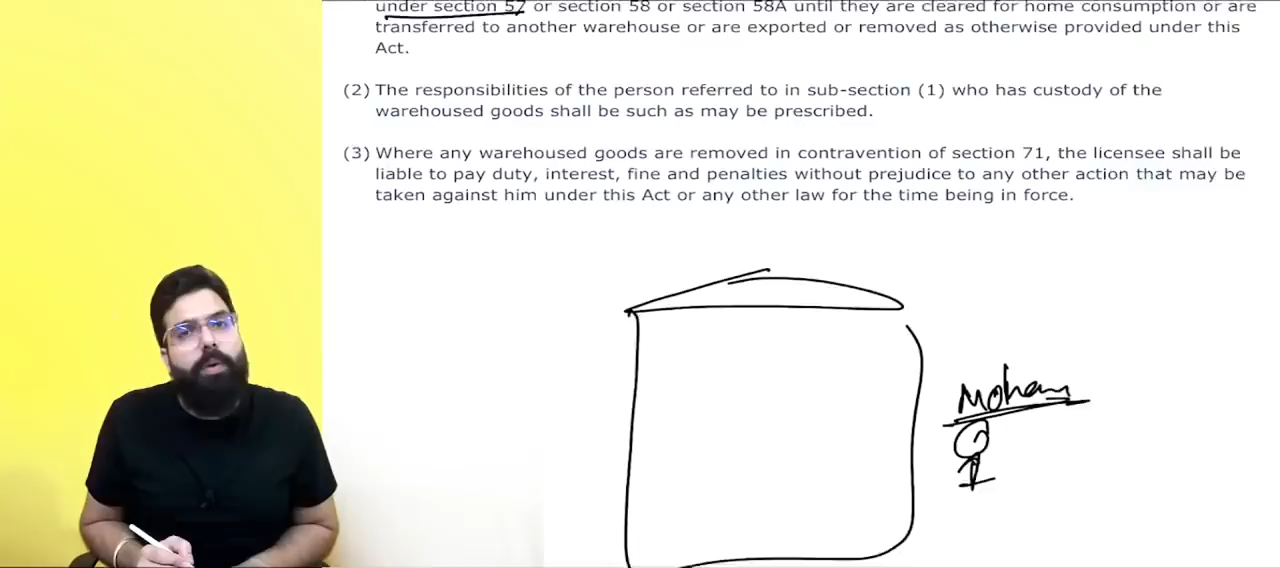 under section 57 or section 58 or section 58A until they are cleared for home consumption or are
transferred to another warehouse or are exported or removed as otherwise provided under this
Act.
(2) The responsibilities of the person referred to in sub-section (1) who has custody of the
warehoused goods shall be such as may be prescribed.
(3) Where any warehoused goods are removed in contravention of section 71, the licensee shall be
liable to pay duty, interest, fine and penalties without prejudice to any other action that may be
taken against him under this Act or any other law for the time being in force.
Mohan